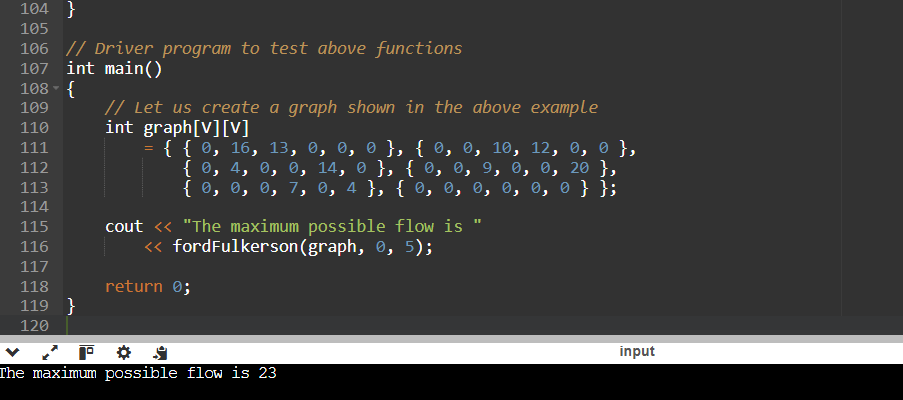 104 }
105
106 // Driver program to test above functions
107 int main()
108 {
109     // Let us create a graph shown in the above example
110     int graph[V][V]
111         = { { 0, 16, 13, 0, 0, 0 }, { 0, 0, 10, 12, 0, 0 },
112             { 0, 4, 0, 0, 14, 0 }, { 0, 0, 9, 0, 0, 20 },
113             { 0, 0, 0, 7, 0, 4 }, { 0, 0, 0, 0, 0, 0 } };
114
115     cout << "The maximum possible flow is "
116         << fordFulkerson(graph, 0, 5);
117
118     return 0;
119 }
120
input
The maximum possible flow is 23